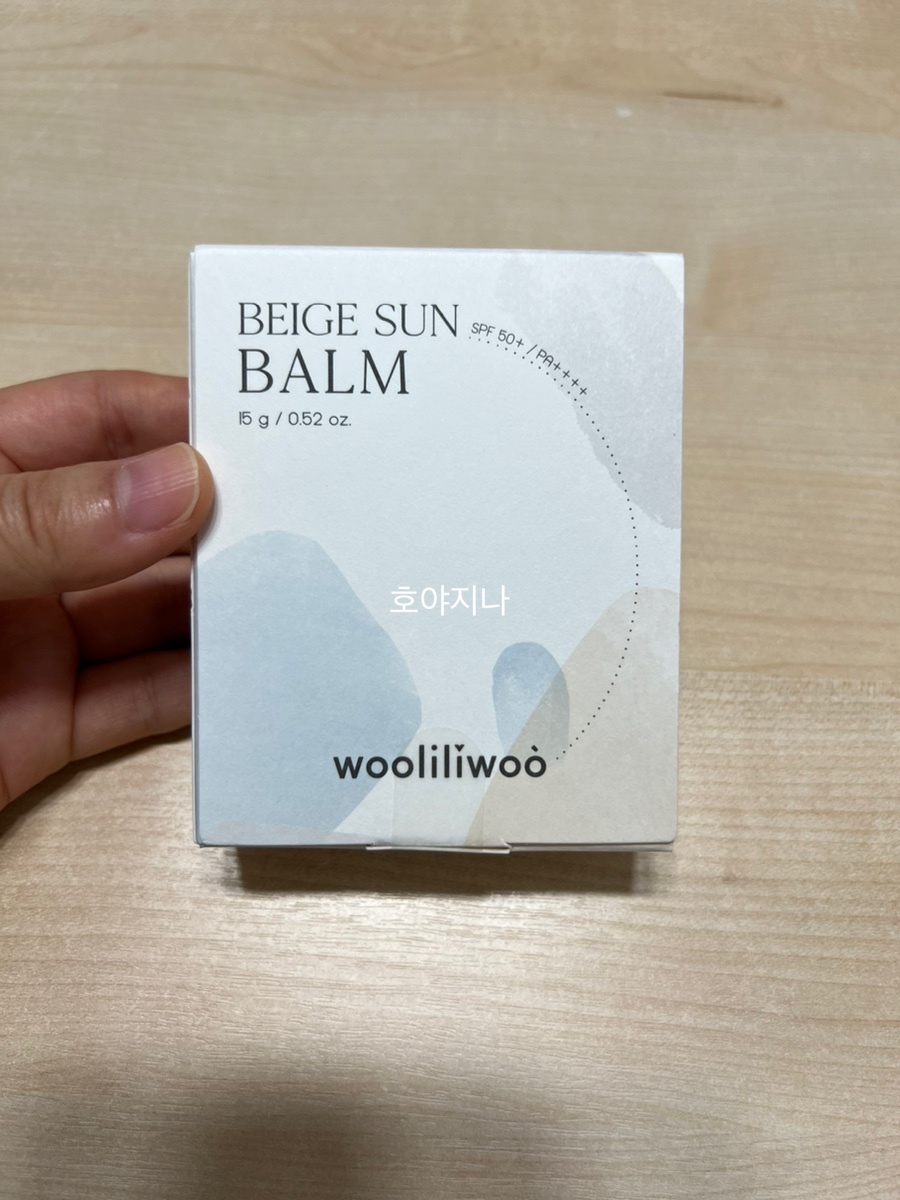 BEIGE SUN
BALM
SPF 50+ / PA++++
15 g / 0.52 oz.
호야지나
wooliliwoo